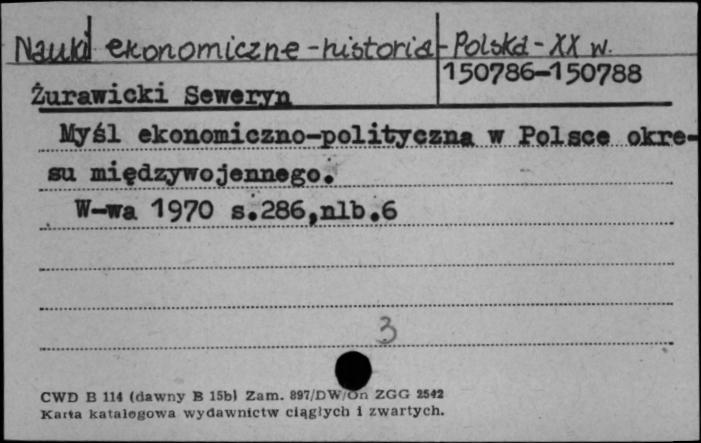 Nauki ekonomiczne - historia - Polska - XX w.
150786-150788
Żurawicki Seweryn
Myśl ekonomiczno-polityczna w Polsce okre-
su międzywojennego.
W-wa 1970 s.286,nlb.6
3
CWD B 114 (dawny B 15b) Zam. 897/DW/On ZGG 2542
Karta katalogowa wydawnictw ciągłych i zwartych.